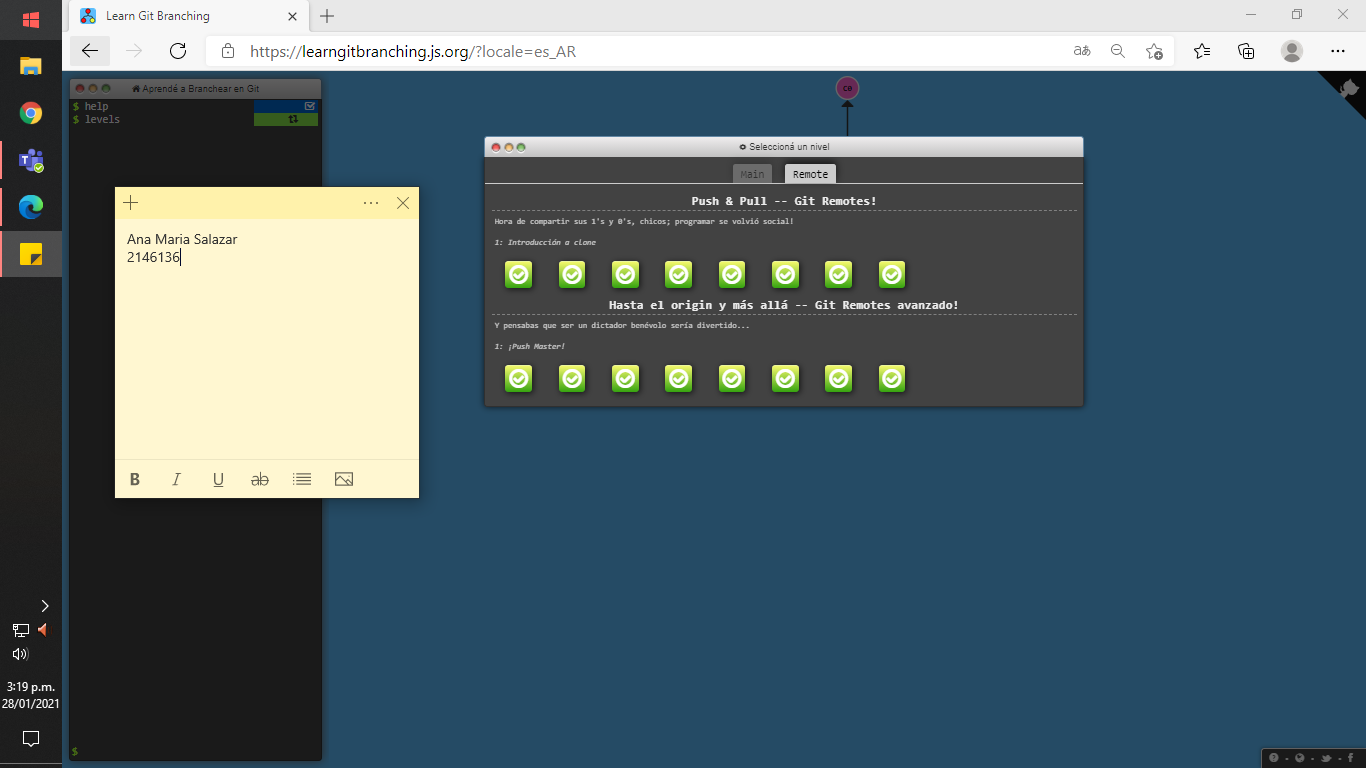 Learn Git Branching
https://learngitbranching.js.org/?locale=es_AR
Aprendé a Branchear en Git
$ help
$ levels
c0
Seleccioná un nivel
Main
Remote
Push & Pull -- Git Remotes!
Hora de compartir sus 1's y 0's, chicos; programar se volvió social!
1: Introducción a clone
Hasta el origin y más allá -- Git Remotes avanzado!
Y pensabas que ser un dictador benévolo sería divertido...
1: ¡Push Master!
Ana Maria Salazar
2146136
B I U ab
3:19 p.m.
28/01/2021
$